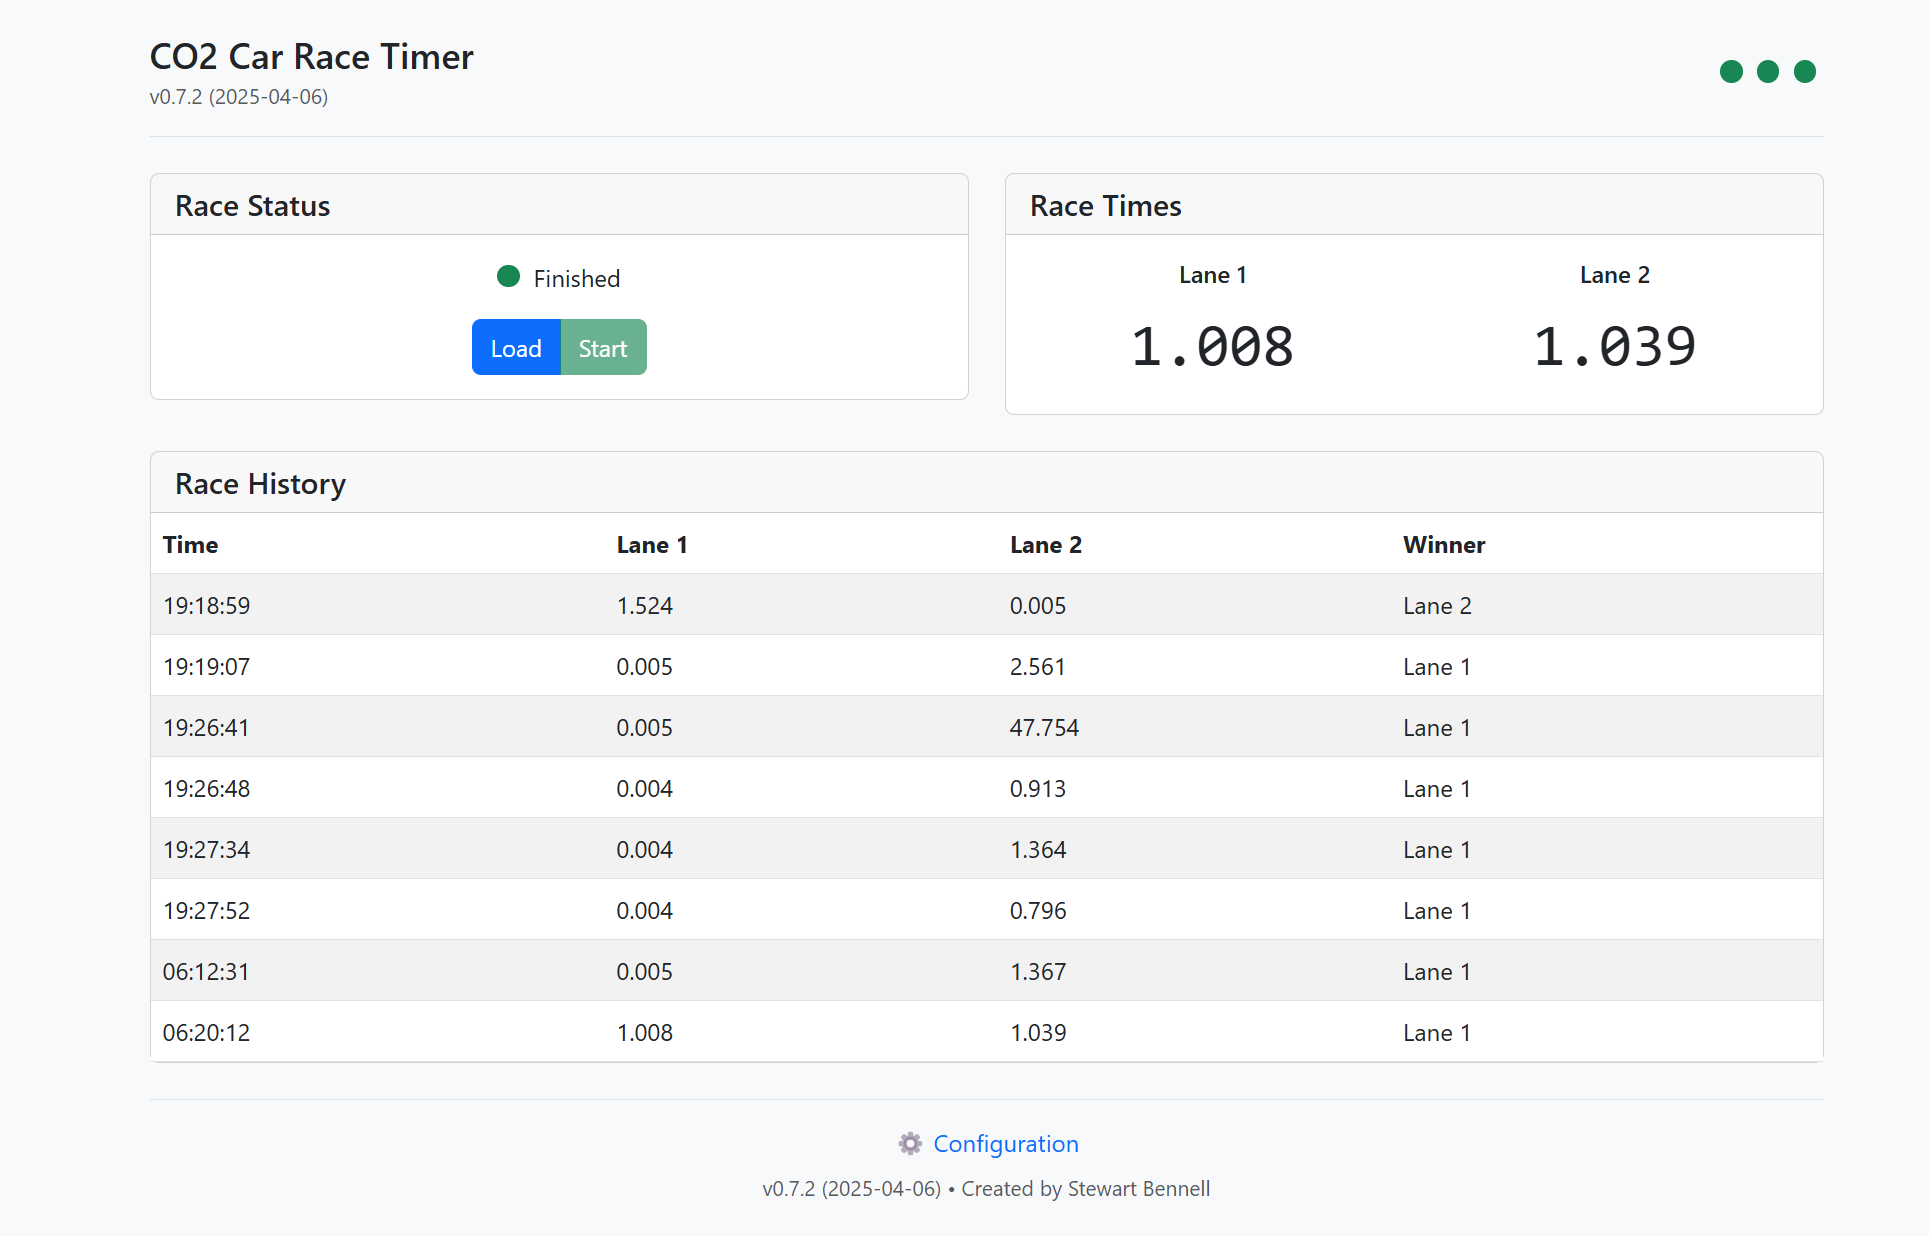 CO2 Car Race Timer
v0.7.2 (2025-04-06)
Race Status
Finished
Load Start
Race Times
Lane 1 Lane 2
1.008 1.039
Race History
Time Lane 1 Lane 2 Winner
19:18:59 1.524 0.005 Lane 2
19:19:07 0.005 2.561 Lane 1
19:26:41 0.005 47.754 Lane 1
19:26:48 0.004 0.913 Lane 1
19:27:34 0.004 1.364 Lane 1
19:27:52 0.004 0.796 Lane 1
06:12:31 0.005 1.367 Lane 1
06:20:12 1.008 1.039 Lane 1
Configuration
v0.7.2 (2025-04-06) • Created by Stewart Bennell